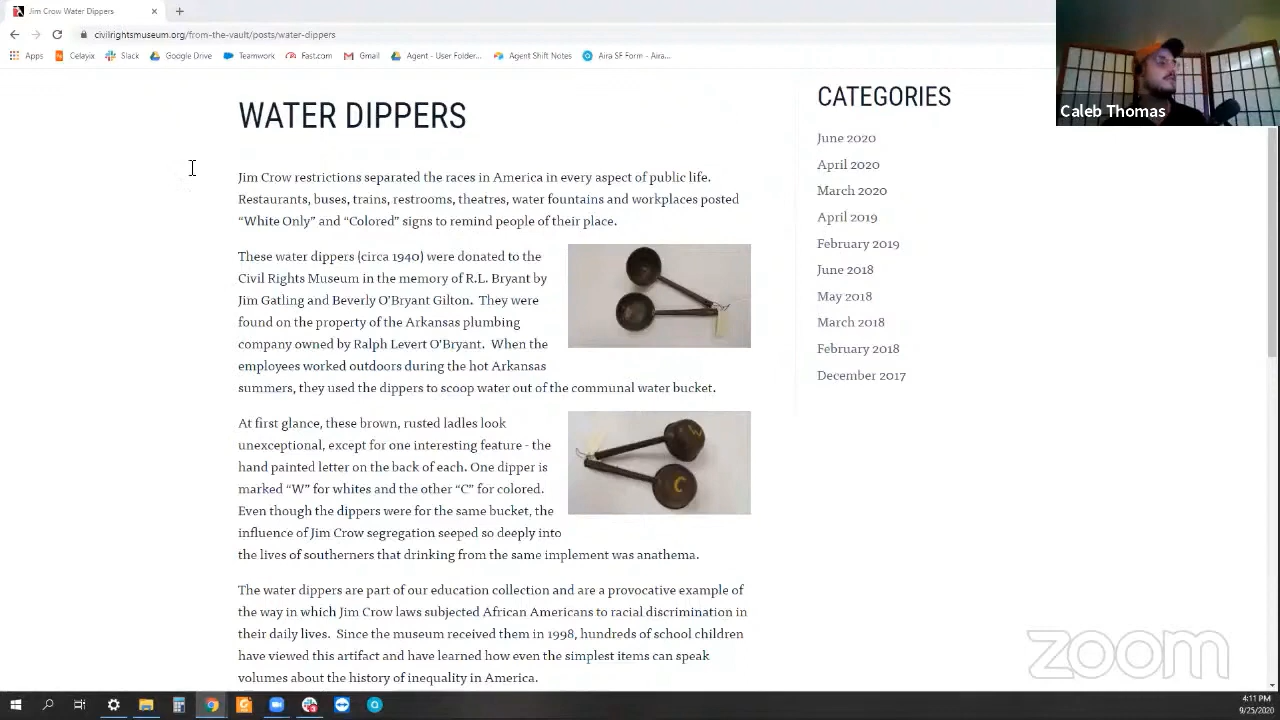 Jim Crow Water Dippers
civilrightsmuseum.org/from-the-vault/posts/water-dippers
Apps
Celayix
Slack
Google Drive
Teamwork
Fast.com
Gmail
Agent - User Folder...
Agent Shift Notes
Aira SF Form - Aira...
Caleb Thomas
WATER DIPPERS
Jim Crow restrictions separated the races in America in every aspect of public life.
Restaurants, buses, trains, restrooms, theatres, water fountains and workplaces posted
“White Only” and “Colored” signs to remind people of their place.
These water dippers (circa 1940) were donated to the
Civil Rights Museum in the memory of R.L. Bryant by
Jim Gatling and Beverly O’Bryant Gilton. They were
found on the property of the Arkansas plumbing
company owned by Ralph Levert O’Bryant. When the
employees worked outdoors during the hot Arkansas
summers, they used the dippers to scoop water out of the communal water bucket.
At first glance, these brown, rusted ladles look
unexceptional, except for one interesting feature - the
hand painted letter on the back of each. One dipper is
marked “W” for whites and the other “C” for colored.
Even though the dippers were for the same bucket, the
influence of Jim Crow segregation seeped so deeply into
the lives of southerners that drinking from the same implement was anathema.
W
C
The water dippers are part of our education collection and are a provocative example of
the way in which Jim Crow laws subjected African Americans to racial discrimination in
their daily lives. Since the museum received them in 1998, hundreds of school children
have viewed this artifact and have learned how even the simplest items can speak
volumes about the history of inequality in America.
CATEGORIES
June 2020
April 2020
March 2020
April 2019
February 2019
June 2018
May 2018
March 2018
February 2018
December 2017
zoom
4:11 PM
9/25/2020